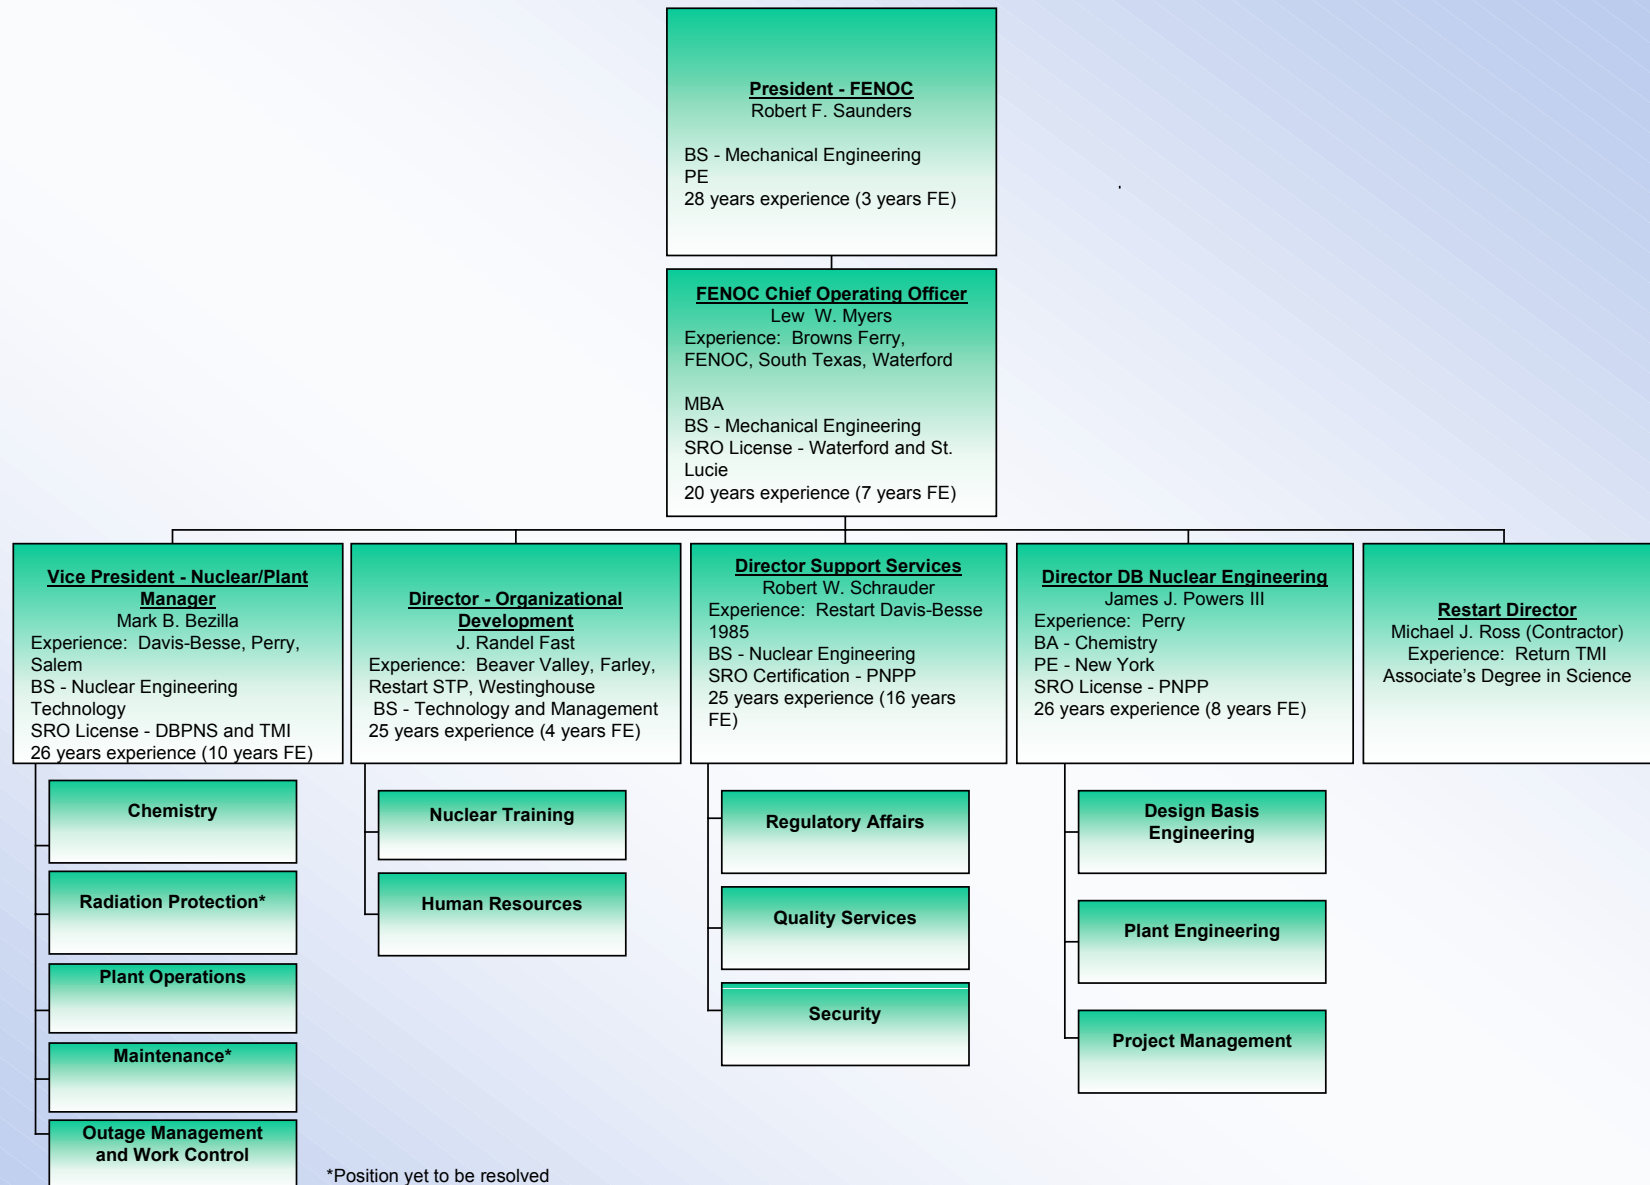 President - FENOC
Robert F. Saunders
BS - Mechanical Engineering
PE
28 years experience (3 years FE)
FENOC Chief Operating Officer
Lew W. Myers
Experience: Browns Ferry,
FENOC, South Texas, Waterford
MBA
BS - Mechanical Engineering
SRO License - Waterford and St.
Lucie
20 years experience (7 years FE)
Vice President - Nuclear/Plant
Manager
Mark B. Bezilla
Experience: Davis-Besse, Perry,
Salem
BS - Nuclear Engineering
Technology
SRO License - DBPNS and TMI
26 years experience (10 years FE)
Director - Organizational
Development
J. Randel Fast
Experience: Beaver Valley, Farley,
Restart STP, Westinghouse
BS - Technology and Management
25 years experience (4 years FE)
Director Support Services
Robert W. Schrauder
Experience: Restart Davis-Besse
1985
BS - Nuclear Engineering
SRO Certification - PNPP
25 years experience (16 years
FE)
Director DB Nuclear Engineering
James J. Powers III
Experience: Perry
BA - Chemistry
PE - New York
SRO License - PNPP
26 years experience (8 years FE)
Restart Director
Michael J. Ross (Contractor)
Experience: Return TMI
Associate's Degree in Science
Chemistry
Radiation Protection*
Plant Operations
Maintenance*
Outage Management
and Work Control
Nuclear Training
Human Resources
Regulatory Affairs
Quality Services
Security
Design Basis
Engineering
Plant Engineering
Project Management
*Position yet to be resolved